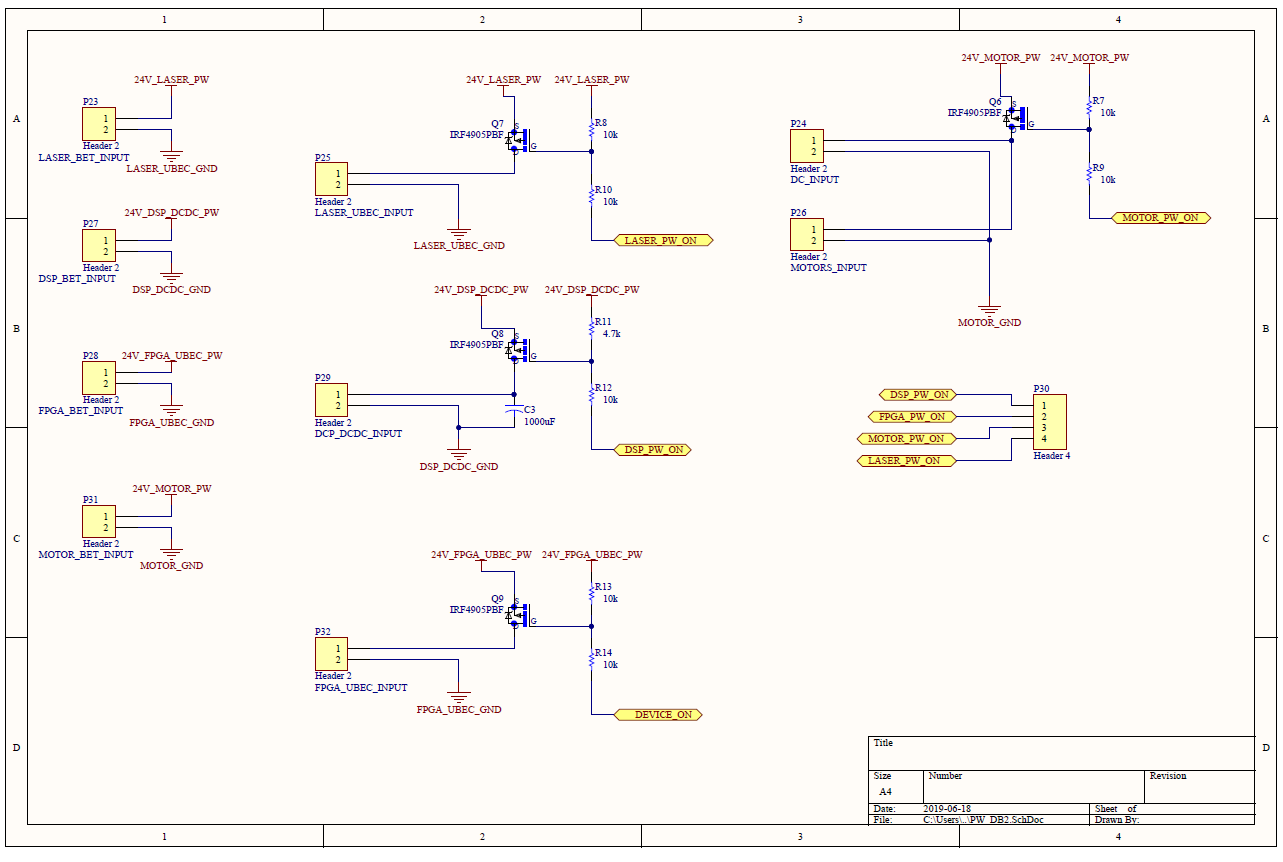 1 2 3 4
A
B
C
D
24V_LASER_PW
P23
1
2
Header 2
LASER_BET_INPUT
LASER_UBEC_GND
24V_DSP_DCDC_PW
P27
1
2
Header 2
DSP_BET_INPUT
DSP_DCDC_GND
24V_FPGA_UBEC_PW
P28
1
2
Header 2
FPGA_BET_INPUT
FPGA_UBEC_GND
24V_MOTOR_PW
P31
1
2
Header 2
MOTOR_BET_INPUT
MOTOR_GND
24V_LASER_PW 24V_LASER_PW
Q7
IRF4905PBF
S
D
G
R8
10k
R10
10k
P25
1
2
Header 2
LASER_UBEC_INPUT
LASER_UBEC_GND
LASER_PW_ON
24V_DSP_DCDC_PW 24V_DSP_DCDC_PW
Q8
IRF4905PBF
S
D
G
R11
4.7k
R12
10k
P29
1
2
Header 2
DCP_DCDC_INPUT
C3
1000uF
DSP_DCDC_GND
DSP_PW_ON
24V_FPGA_UBEC_PW 24V_FPGA_UBEC_PW
Q9
IRF4905PBF
S
D
G
R13
10k
R14
10k
P32
1
2
Header 2
FPGA_UBEC_INPUT
FPGA_UBEC_GND
DEVICE_ON
24V_MOTOR_PW 24V_MOTOR_PW
Q6
IRF4905PBF
S
D
G
R7
10k
R9
10k
P24
1
2
Header 2
DC_INPUT
P26
1
2
Header 2
MOTORS_INPUT
MOTOR_GND
MOTOR_PW_ON
DSP_PW_ON
FPGA_PW_ON
MOTOR_PW_ON
LASER_PW_ON
P30
1
2
3
4
Header 4
A
B
C
D
Title
Size Number Revision
A4
Date: 2019-06-18 Sheet of
File: C:\Users\..\PW_DB2.SchDoc Drawn By:
1 2 3 4